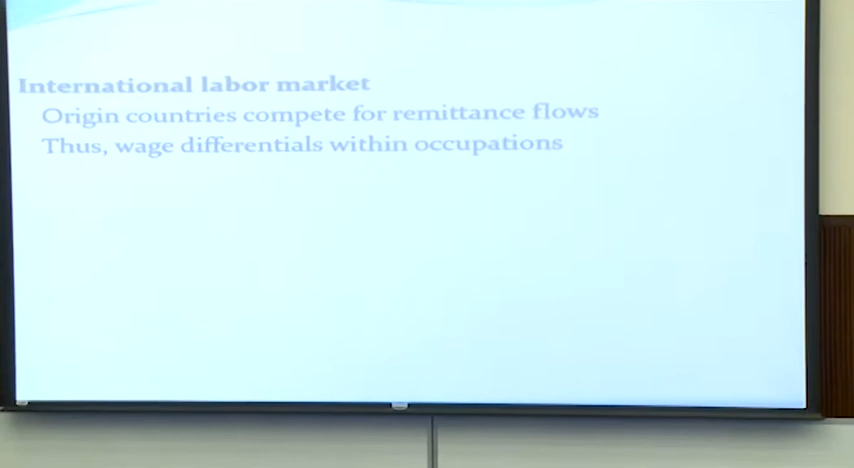 International labor market
Origin countries compete for remittance flows
Thus, wage differentials within occupations